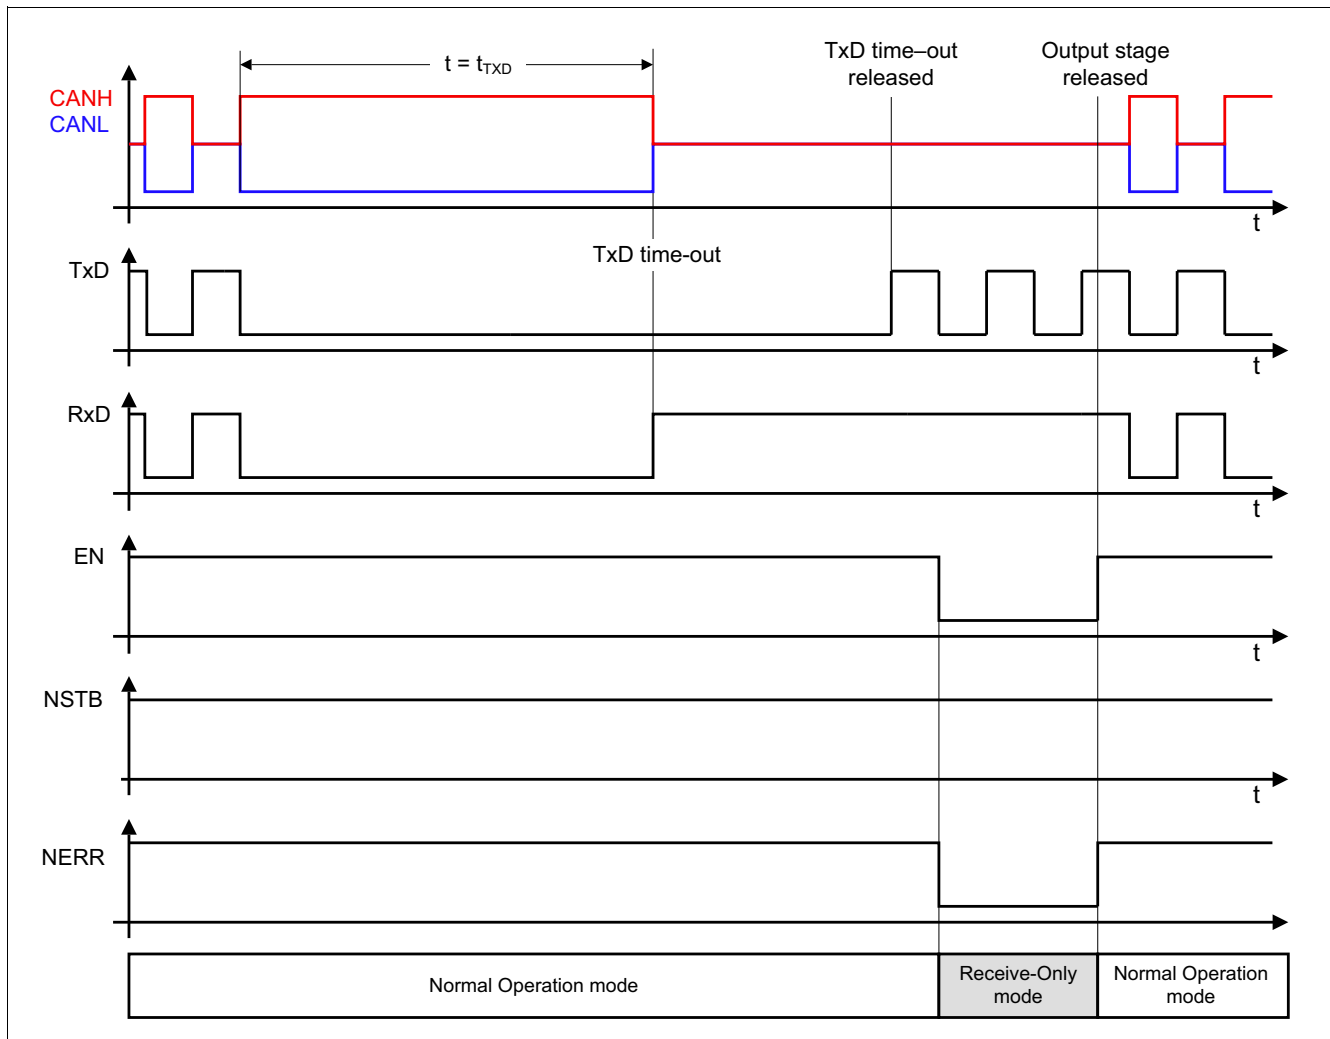 TxD time–out
released
Output stage
released
t = tTXD
CANH
CANL
t
TxD time-out
TxD
t
RxD
t
EN
t
NSTB
t
NERR
Normal Operation mode
Receive-Only
mode
Normal Operation
mode